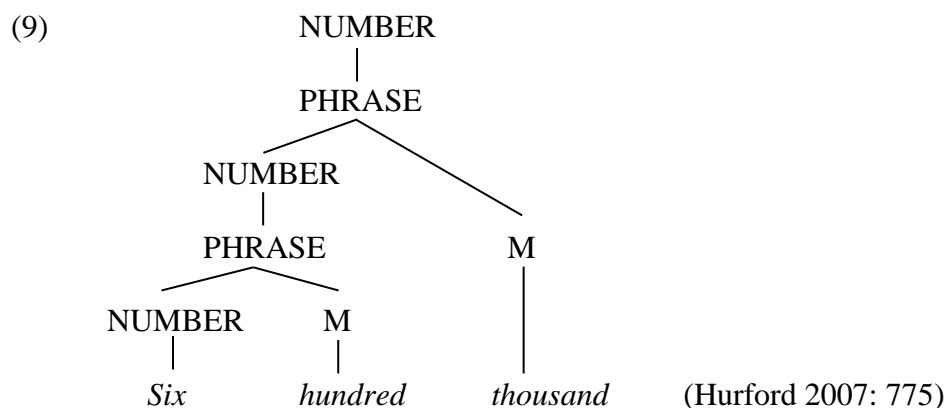 (9) NUMBER
PHRASE
NUMBER
PHRASE M
NUMBER M
Six hundred thousand (Hurford 2007: 775)